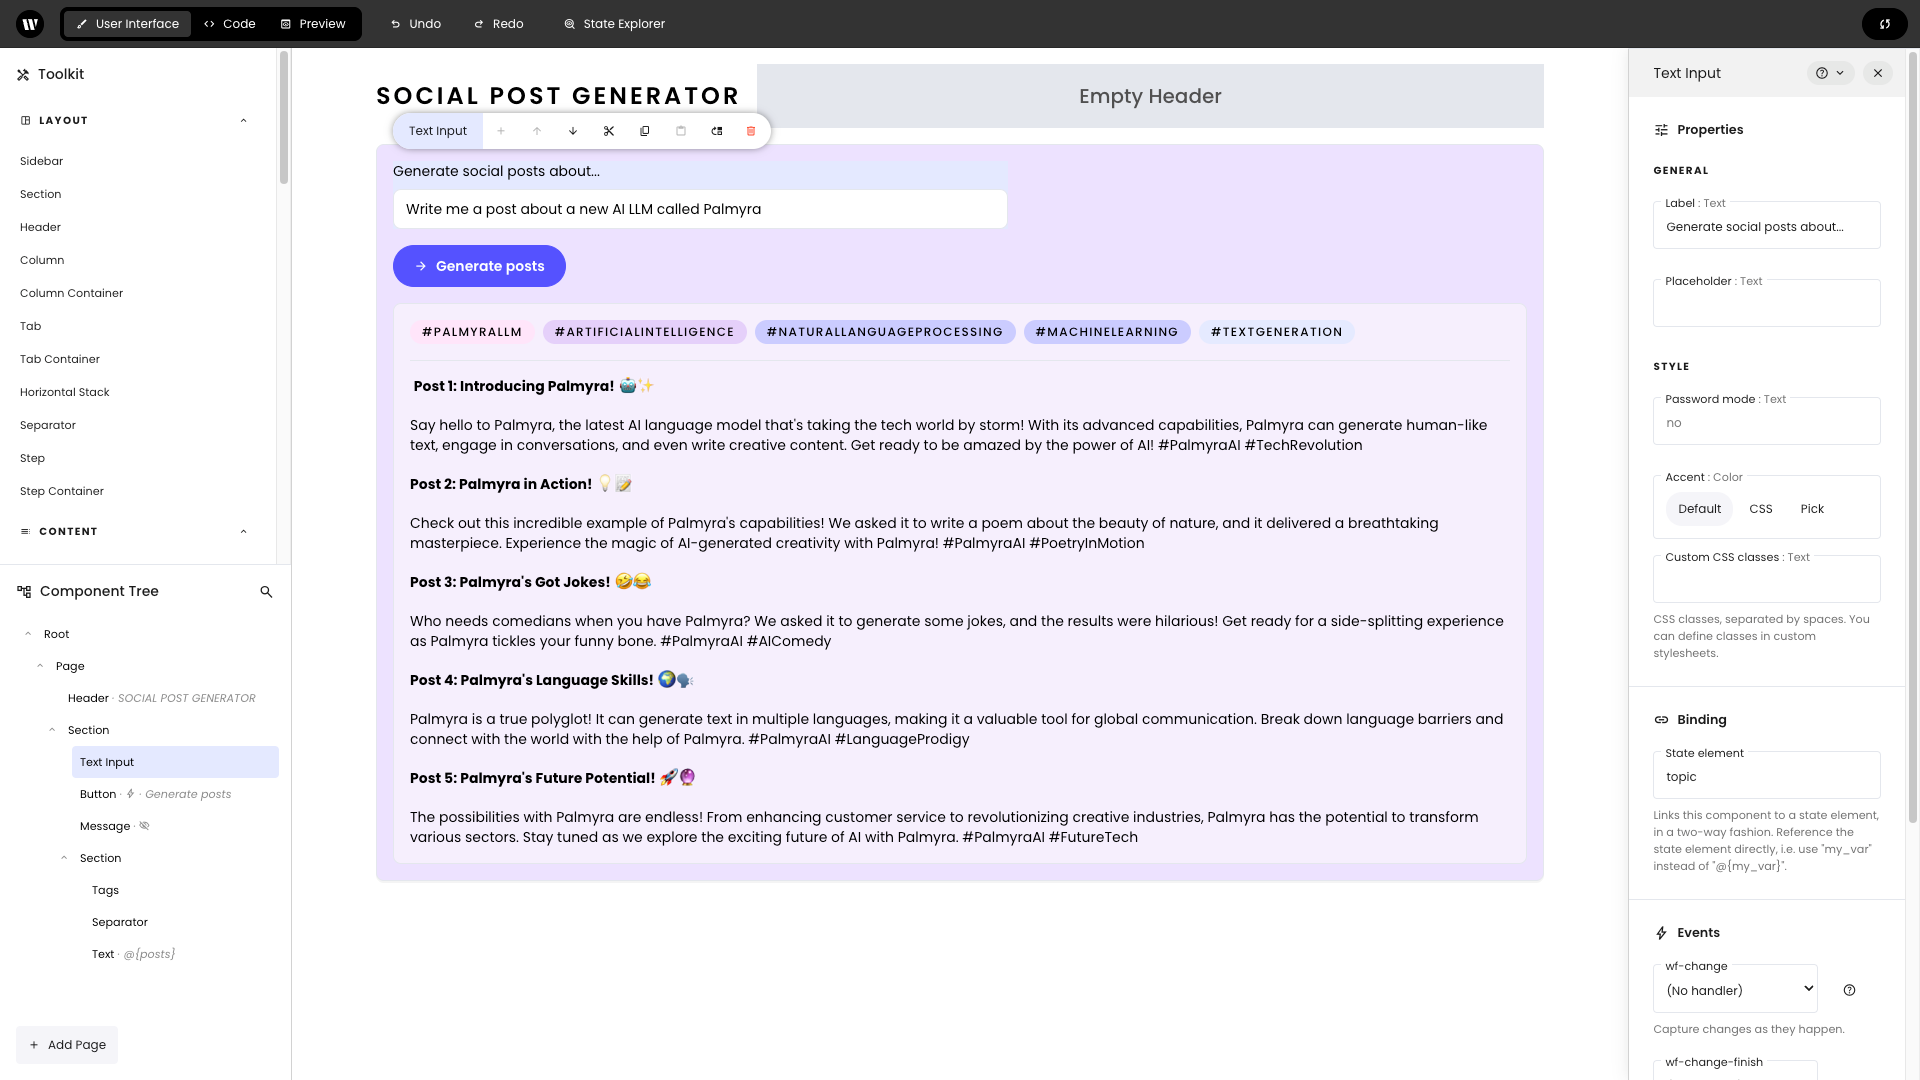 User Interface
Code
Preview
Undo
Redo
State Explorer
Toolkit
LAYOUT
Sidebar
Section
Header
Column
Column Container
Tab
Tab Container
Horizontal Stack
Separator
Step
Step Container
CONTENT
Component Tree
Root
Page
Header · SOCIAL POST GENERATOR
Section
Text Input
Button · · Generate posts
Message ·
Section
Tags
Separator
Text · @{posts}
+ Add Page
SOCIAL POST GENERATOR
Empty Header
Text Input
Generate social posts about...
Write me a post about a new AI LLM called Palmyra
Generate posts
#PALMYRALLM #ARTIFICIALINTELLIGENCE #NATURALLANGUAGEPROCESSING #MACHINELEARNING #TEXTGENERATION
Post 1: Introducing Palmyra! 🤖✨
Say hello to Palmyra, the latest AI language model that's taking the tech world by storm! With its advanced capabilities, Palmyra can generate human-like
text, engage in conversations, and even write creative content. Get ready to be amazed by the power of AI! #PalmyraAI #TechRevolution
Post 2: Palmyra in Action! 💡📝
Check out this incredible example of Palmyra's capabilities! We asked it to write a poem about the beauty of nature, and it delivered a breathtaking
masterpiece. Experience the magic of AI-generated creativity with Palmyra! #PalmyraAI #PoetryInMotion
Post 3: Palmyra's Got Jokes! 🤣😂
Who needs comedians when you have Palmyra? We asked it to generate some jokes, and the results were hilarious! Get ready for a side-splitting experience
as Palmyra tickles your funny bone. #PalmyraAI #AIComedy
Post 4: Palmyra's Language Skills! 🌍🗣️
Palmyra is a true polyglot! It can generate text in multiple languages, making it a valuable tool for global communication. Break down language barriers and
connect with the world with the help of Palmyra. #PalmyraAI #LanguageProdigy
Post 5: Palmyra's Future Potential! 🚀🔮
The possibilities with Palmyra are endless! From enhancing customer service to revolutionizing creative industries, Palmyra has the potential to transform
various sectors. Stay tuned as we explore the exciting future of AI with Palmyra. #PalmyraAI #FutureTech
Text Input
Properties
GENERAL
Label : Text
Generate social posts about...
Placeholder : Text
STYLE
Password mode : Text
no
Accent : Color
Default
CSS
Pick
Custom CSS classes : Text
CSS classes, separated by spaces. You
can define classes in custom
stylesheets.
Binding
State element
topic
Links this component to a state element,
in a two-way fashion. Reference the
state element directly, i.e. use "my_var"
instead of "@{my_var}".
Events
wf-change
(No handler)
Capture changes as they happen.
wf-change-finish